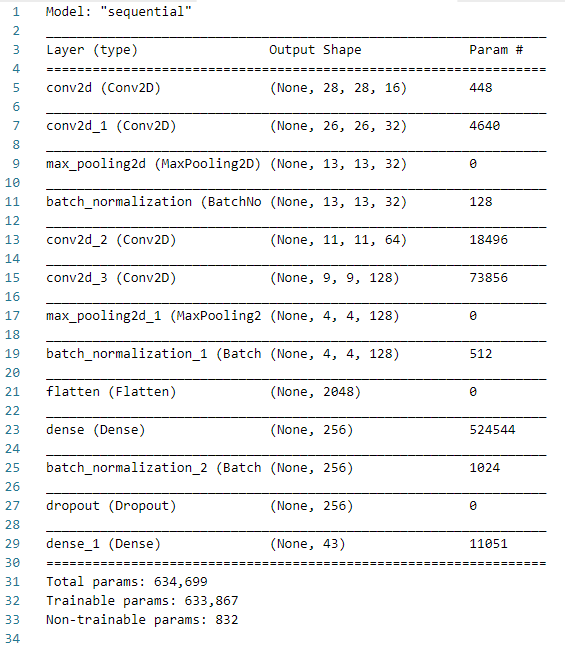 1 Model: "sequential"
2 _________________________________________________________________
3 Layer (type)                 Output Shape              Param #
4 =================================================================
5 conv2d (Conv2D)              (None, 28, 28, 16)        448
6 _________________________________________________________________
7 conv2d_1 (Conv2D)            (None, 26, 26, 32)        4640
8 _________________________________________________________________
9 max_pooling2d (MaxPooling2D) (None, 13, 13, 32)        0
10 _________________________________________________________________
11 batch_normalization (BatchNo (None, 13, 13, 32)        128
12 _________________________________________________________________
13 conv2d_2 (Conv2D)            (None, 11, 11, 64)        18496
14 _________________________________________________________________
15 conv2d_3 (Conv2D)            (None, 9, 9, 128)         73856
16 _________________________________________________________________
17 max_pooling2d_1 (MaxPooling2 (None, 4, 4, 128)         0
18 _________________________________________________________________
19 batch_normalization_1 (Batch (None, 4, 4, 128)         512
20 _________________________________________________________________
21 flatten (Flatten)            (None, 2048)              0
22 _________________________________________________________________
23 dense (Dense)                (None, 256)               524544
24 _________________________________________________________________
25 batch_normalization_2 (Batch (None, 256)               1024
26 _________________________________________________________________
27 dropout (Dropout)            (None, 256)               0
28 _________________________________________________________________
29 dense_1 (Dense)              (None, 43)                11051
30 =================================================================
31 Total params: 634,699
32 Trainable params: 633,867
33 Non-trainable params: 832
34